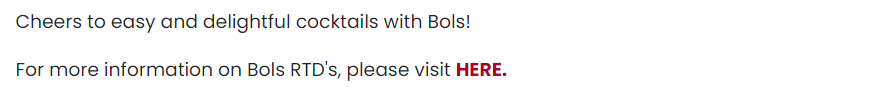 Cheers to easy and delightful cocktails with Bols!
For more information on Bols RTD's, please visit HERE.